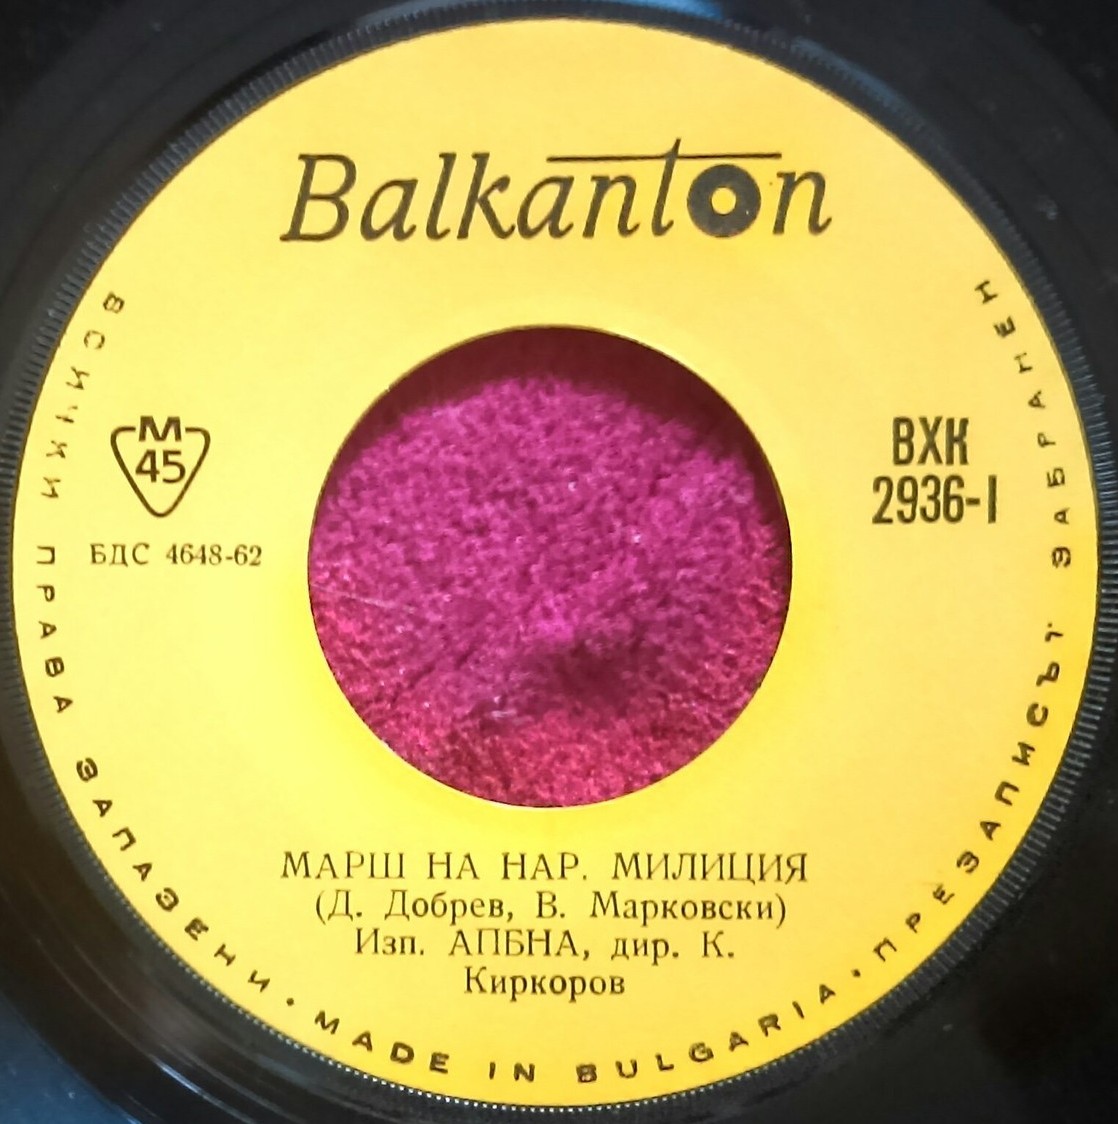 Balkanton
М
45
БДС 4648-62
ВХК
2936-I
МАРШ НА НАР. МИЛИЦИЯ
(Д. Добрев, В. Марковски)
Изп. АПБНА, дир. К.
Киркоров
ВСИЧКИ ПРАВА ЗАПАЗЕНИ · MADE IN BULGARIA · ПРЕЗАПИСЪТ ЗАБРАНЕН